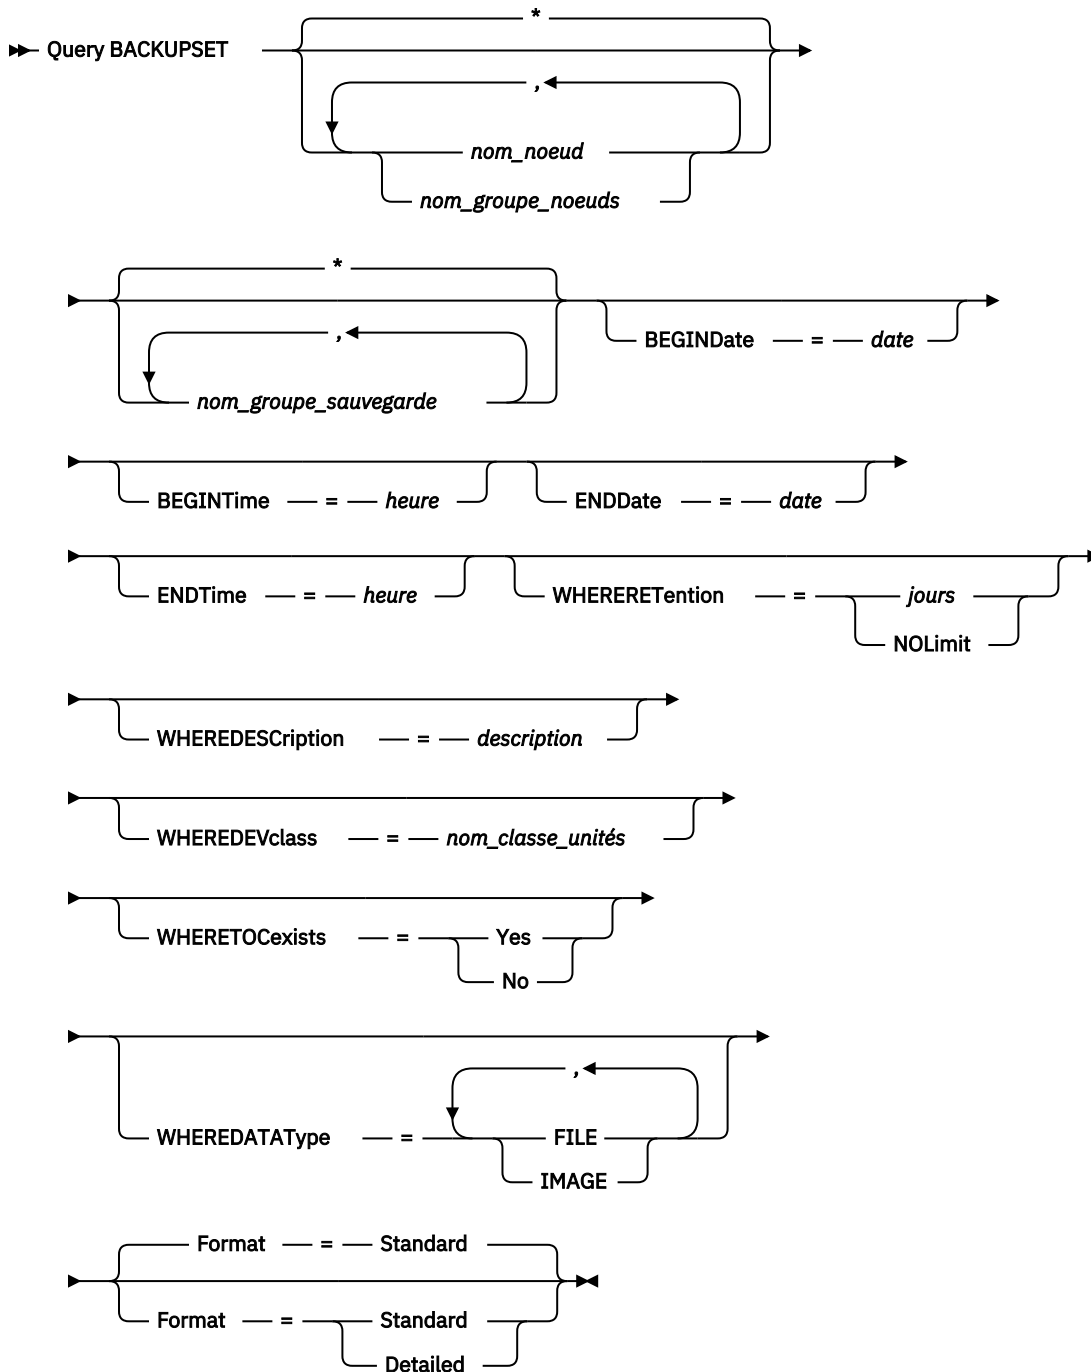 *
Query BACKUPSET
,
nom_noeud
nom_groupe_noeuds
*
,
nom_groupe_sauvegarde
BEGINDate = date
BEGINTime = heure ENDDate = date
ENDTime = heure WHERERETention = jours
NOLimit
WHEREDESCription = description
WHEREDEVclass = nom_classe_unités
WHERETOCexists = Yes
No
,
WHEREDATAType = FILE
IMAGE
Format = Standard
Format = Standard
Detailed